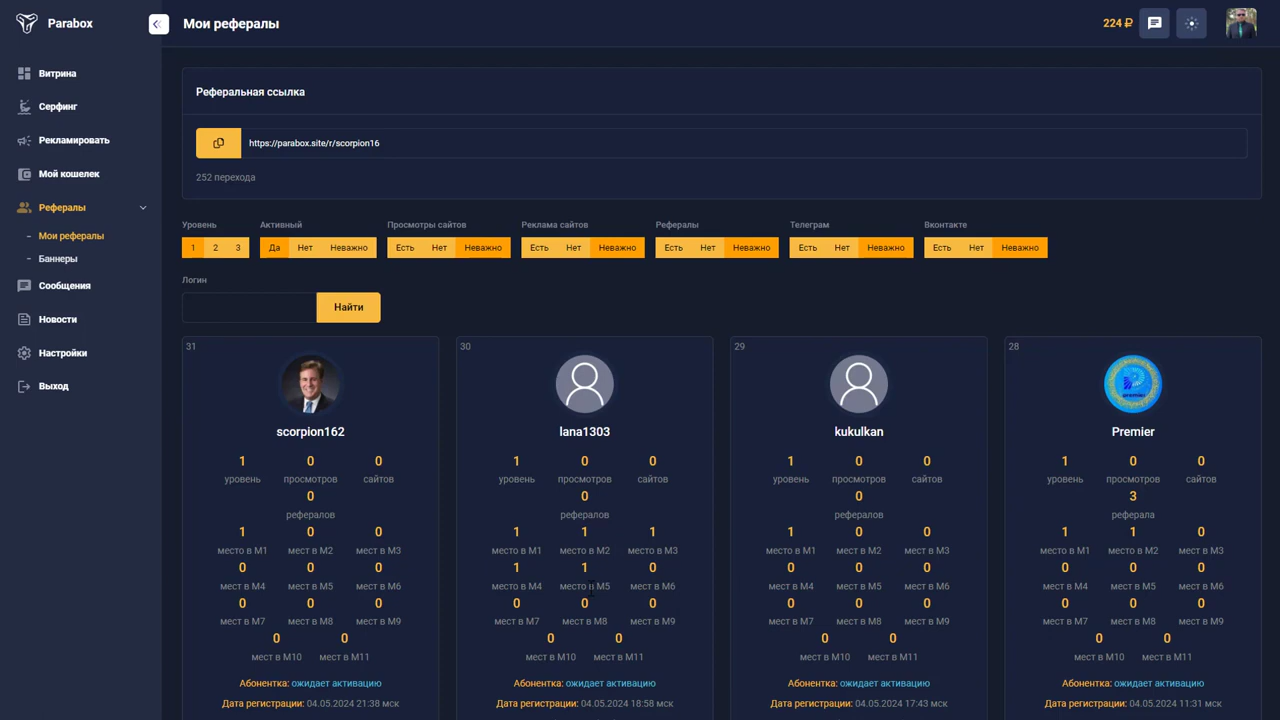 Parabox
Мои рефералы
224 ₽
Витрина
Серфинг
Рекламировать
Мой кошелек
Рефералы
Мои рефералы
Баннеры
Сообщения
Новости
Настройки
Выход
Реферальная ссылка
https://parabox.site/r/scorpion16
252 перехода
Уровень Активный Просмотры сайтов Реклама сайтов Рефералы Телеграм Вконтакте
1 2 3 Да Нет Неважно Есть Нет Неважно Есть Нет Неважно Есть Нет Неважно Есть Нет Неважно Есть Нет Неважно
Логин
Найти
31
scorpion162
1 0 0
уровень просмотров сайтов
0
рефералов
1 0 0
место в М1 мест в М2 мест в М3
0 0 0
мест в М4 мест в М5 мест в М6
0 0 0
мест в М7 мест в М8 мест в М9
0 0
мест в М10 мест в М11
Абонентка: ожидает активацию
Дата регистрации: 04.05.2024 21:38 мск
30
lana1303
1 0 0
уровень просмотров сайтов
0
рефералов
1 1 1
место в М1 место в М2 место в М3
1 1 0
место в М4 место в М5 мест в М6
0 0 0
мест в М7 мест в М8 мест в М9
0 0
мест в М10 мест в М11
Абонентка: ожидает активацию
Дата регистрации: 04.05.2024 18:58 мск
29
kukulkan
1 0 0
уровень просмотров сайтов
0
рефералов
1 0 0
место в М1 мест в М2 мест в М3
0 0 0
мест в М4 мест в М5 мест в М6
0 0 0
мест в М7 мест в М8 мест в М9
0 0
мест в М10 мест в М11
Абонентка: ожидает активацию
Дата регистрации: 04.05.2024 17:43 мск
28
Premier
1 0 0
уровень просмотров сайтов
3
реферала
1 1 0
место в М1 место в М2 мест в М3
0 0 0
мест в М4 мест в М5 мест в М6
0 0 0
мест в М7 мест в М8 мест в М9
0 0
мест в М10 мест в М11
Абонентка: ожидает активацию
Дата регистрации: 04.05.2024 11:31 мск